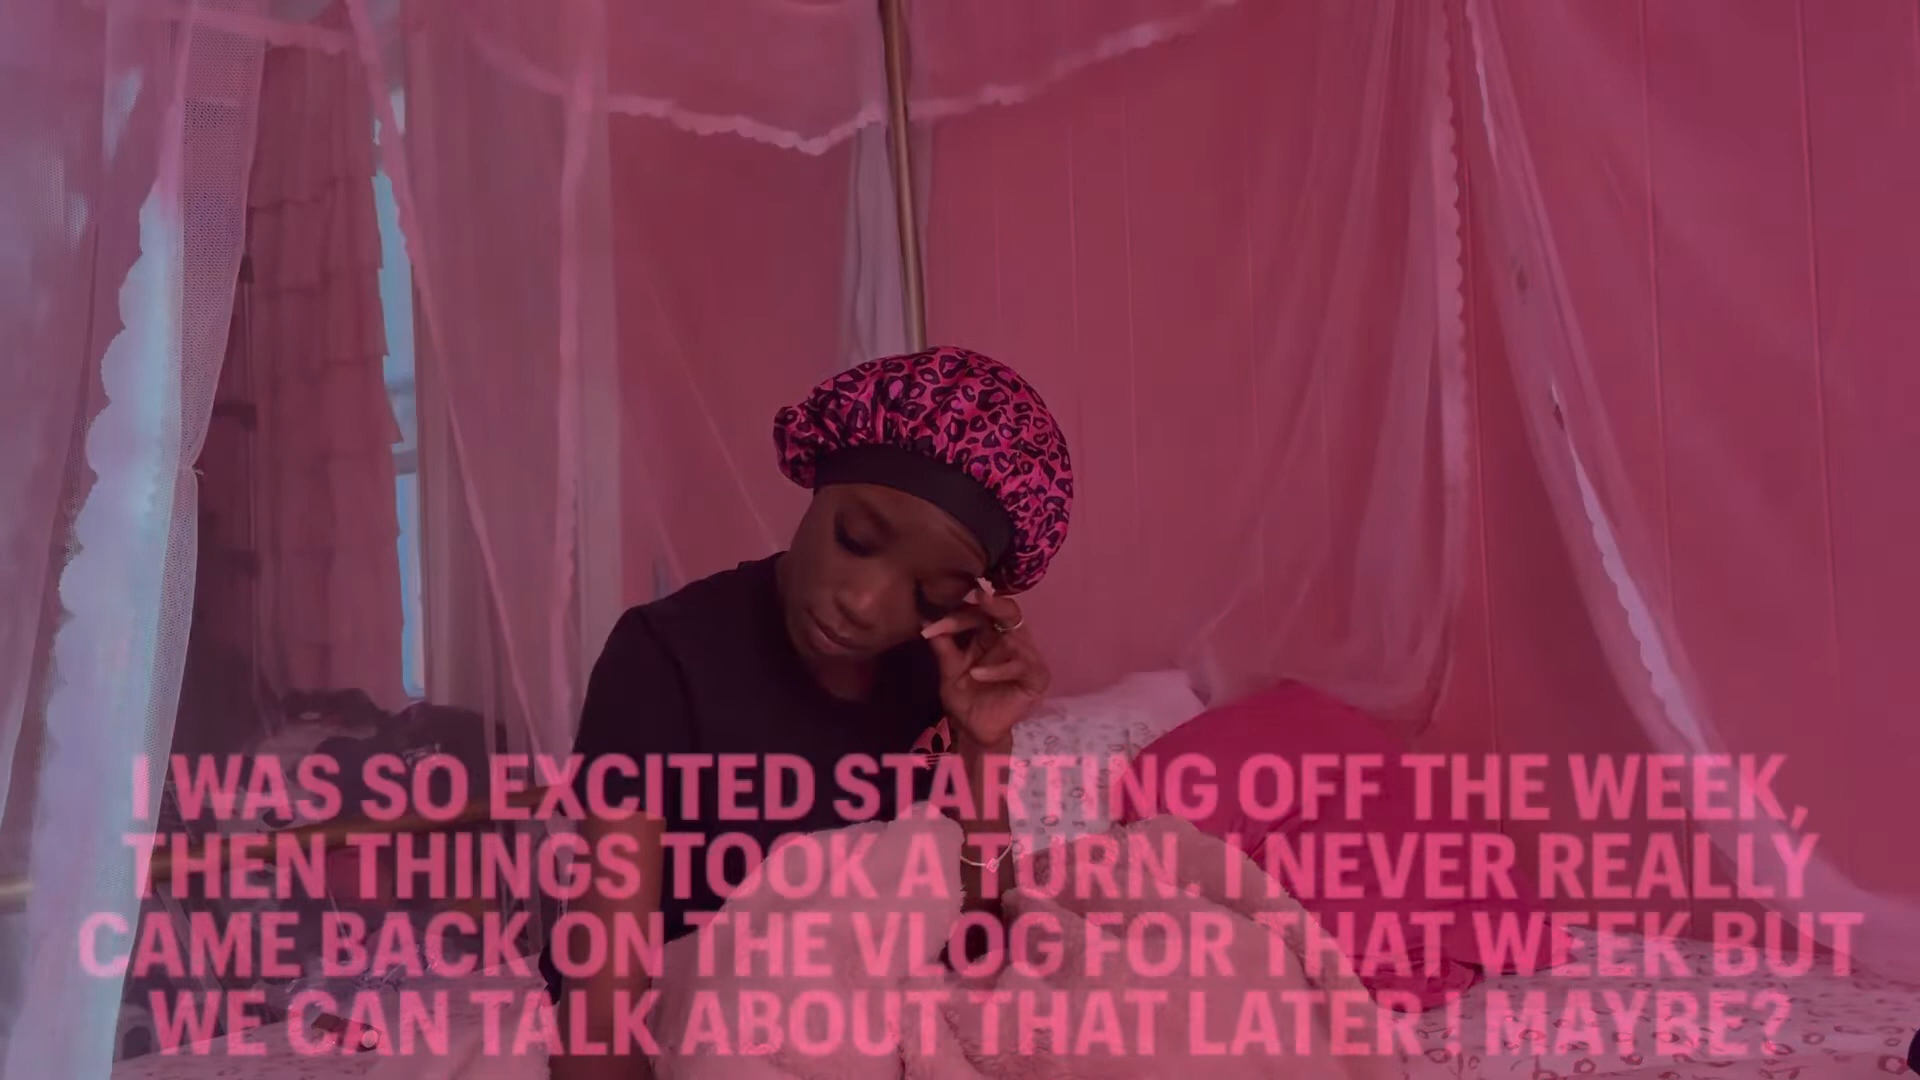 I WAS SO EXCITED STARTING OFF THE WEEK,
THEN THINGS TOOK A TURN. I NEVER REALLY
CAME BACK ON THE VLOG FOR THAT WEEK BUT
WE CAN TALK ABOUT THAT LATER! MAYBE?